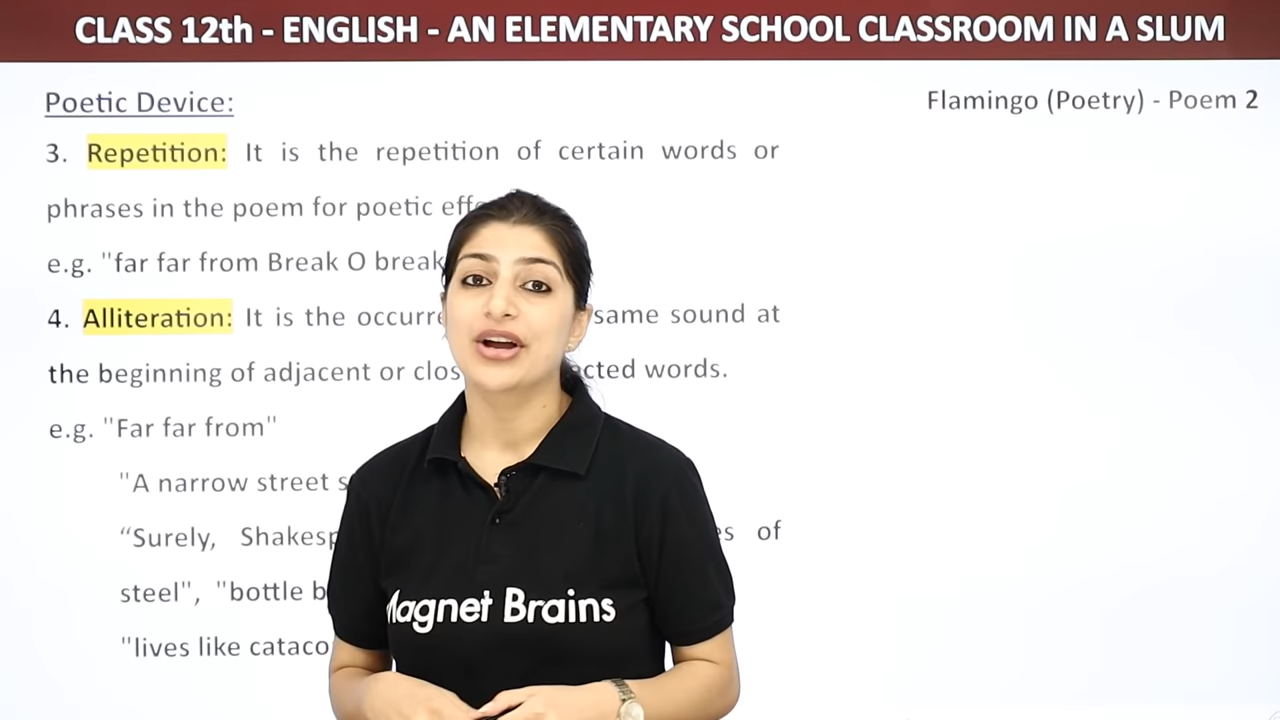 CLASS 12th - ENGLISH - AN ELEMENTARY SCHOOL CLASSROOM IN A SLUM
Poetic Device:
Flamingo (Poetry) - Poem 2
3. Repetition: It is the repetition of certain words or
phrases in the poem for poetic
e.g. "far far from Break O break
4. Alliteration: It is the same sound at
the beginning of adjacent or words.
e.g. "Far far from"
"A narrow street
"Surely, of
steel", "bottle
"lives like
Magnet Brains